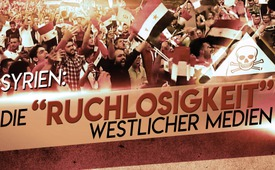 SYRIEN:
DIE "RUCHLOSIGKEIT"
WESTLICHER MEDIEN